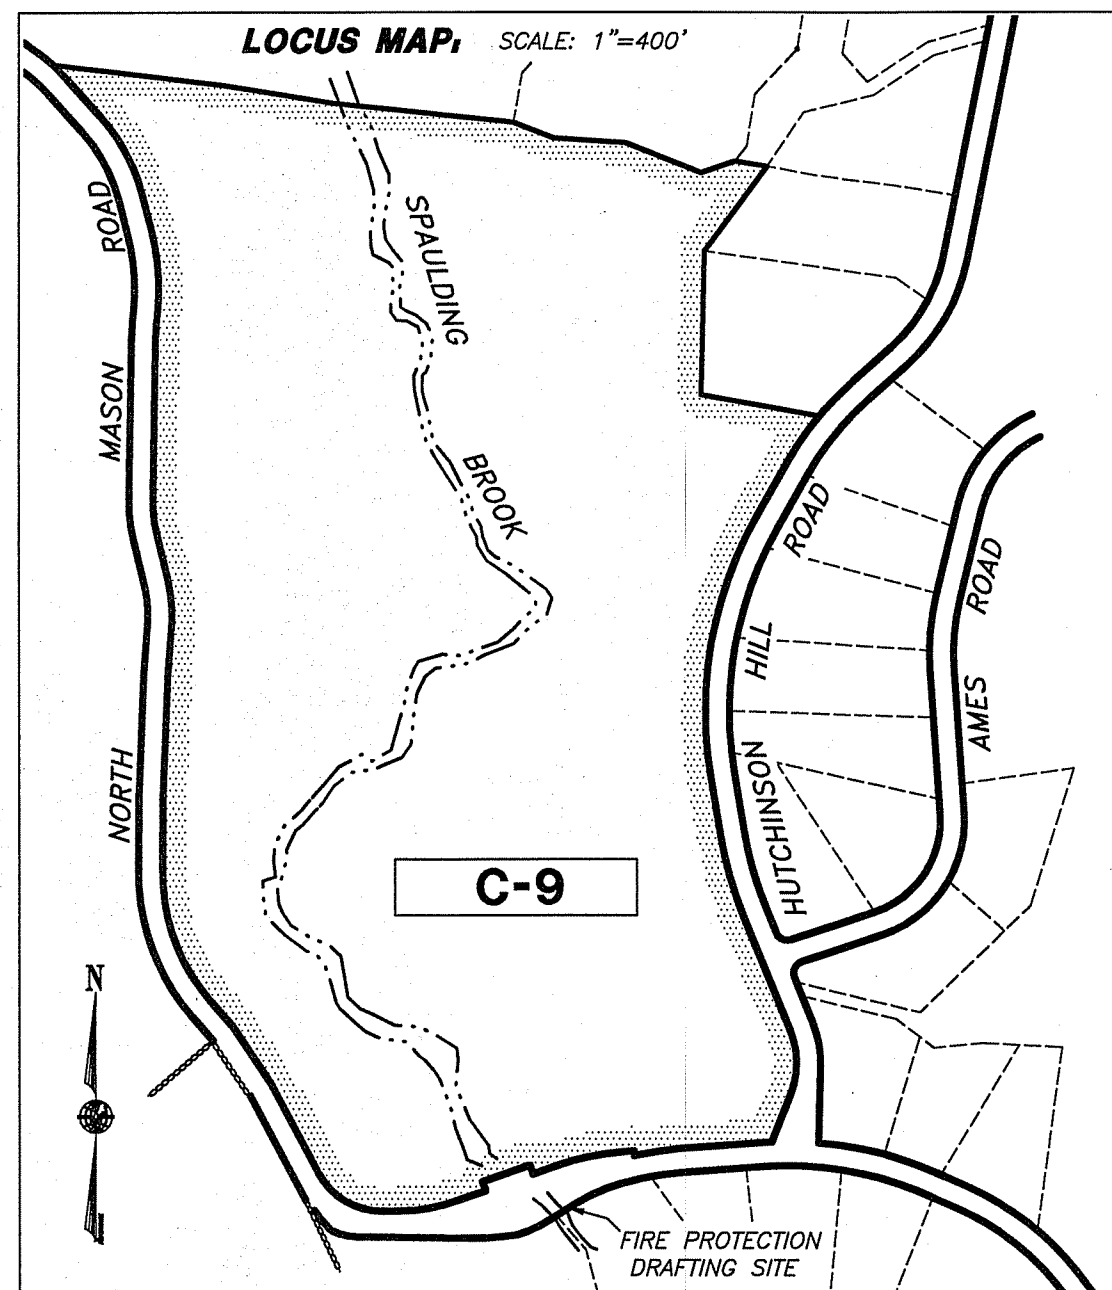 LOCUS MAP: SCALE: 1"=400'
ROAD
MASON
NORTH
SPAULDING
BROOK
ROAD
HILL
HUTCHINSON
ROAD
AMES
C-9
N
FIRE PROTECTION
DRAFTING SITE